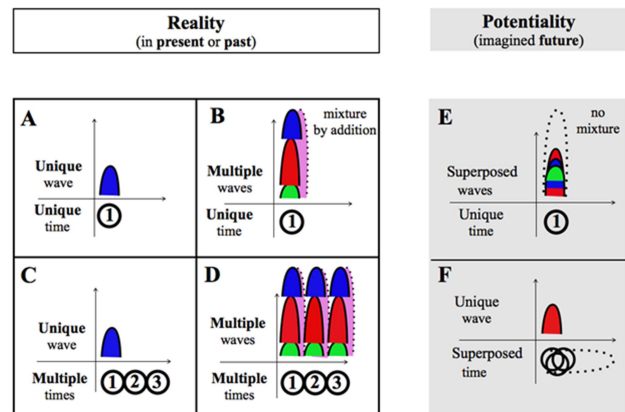 Reality
(in present or past)
Potentiality
(imagined future)
A
Unique
wave
Unique
time
1
B
mixture
by addition
Multiple
waves
Unique
time
1
E
no
mixture
Superposed
waves
Unique
time
1
C
Unique
wave
Multiple
times
1 2 3
D
Multiple
waves
Multiple
times
1 2 3
F
Unique
wave
Superposed
time